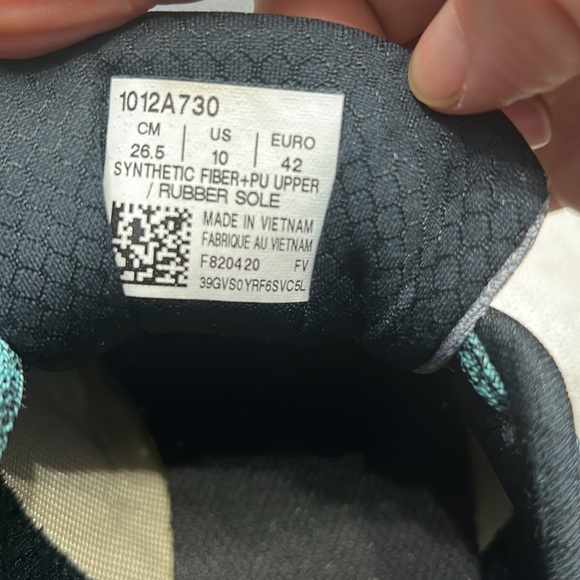 1012A730
CM | US | EURO
26.5 | 10 | 42
SYNTHETIC FIBER+PU UPPER
/ RUBBER SOLE
MADE IN VIETNAM
FABRIQUE AU VIETNAM
F820420 FV
39GVS0YRF6SVC5L